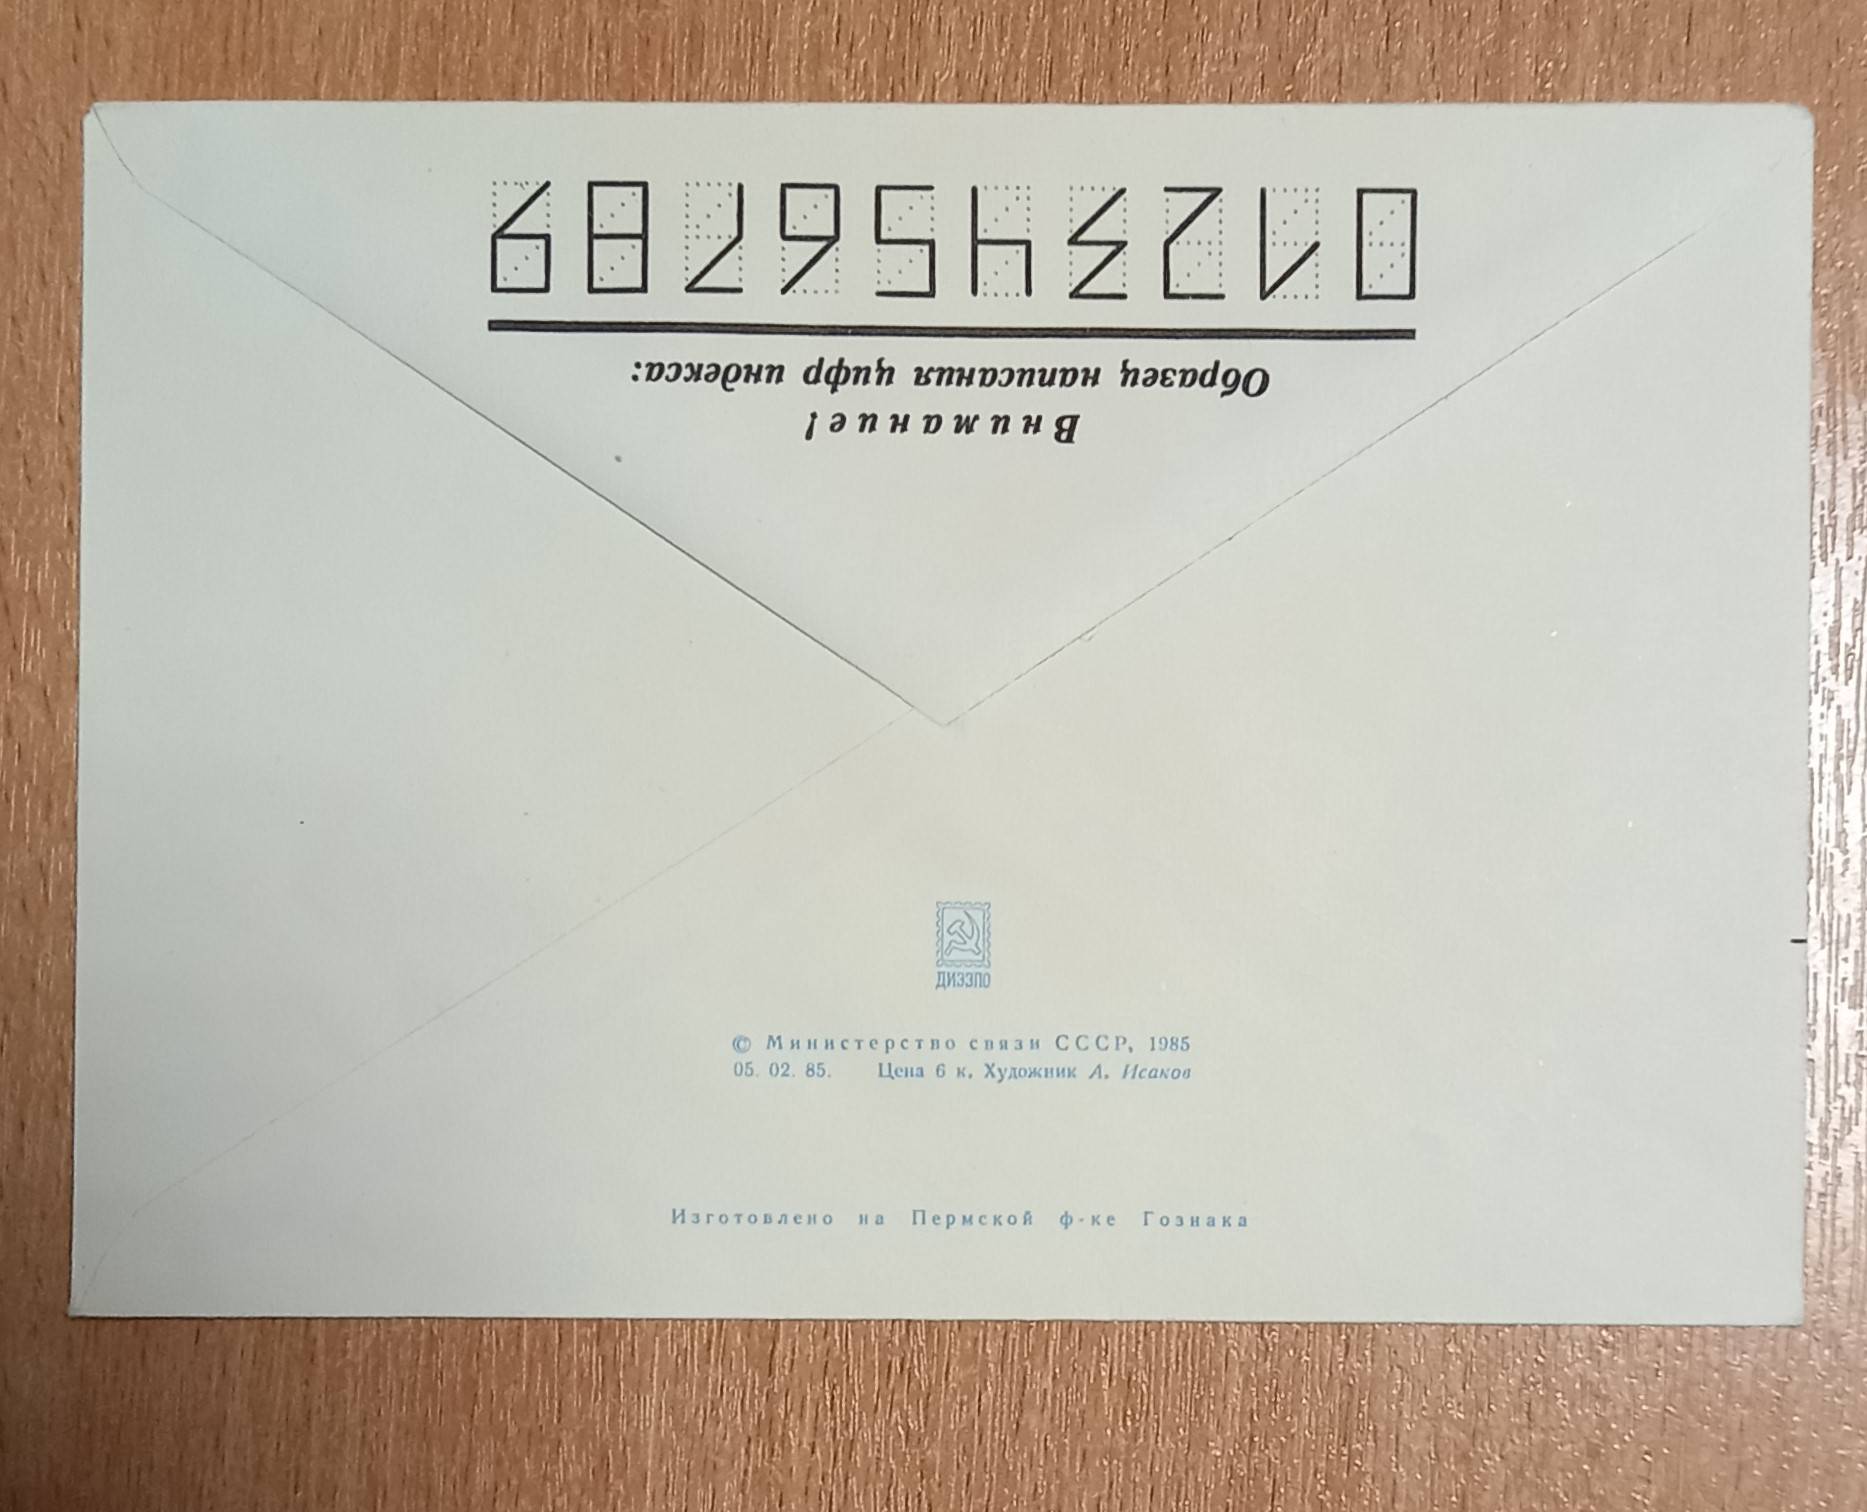 Внимание!
Образец написания цифр индекса:
0123456789
ДИЭЗПО
© Министерство связи СССР, 1985
05. 02. 85. Цена 6 к. Художник А. Исаков
Изготовлено на Пермской ф-ке Гознака